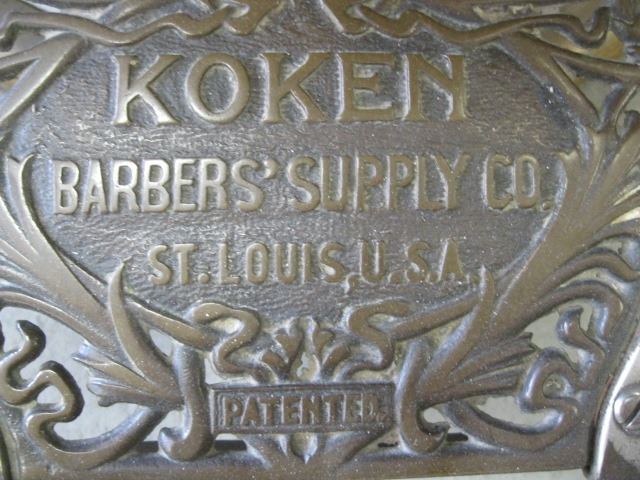 KOKEN
BARBERS' SUPPLY CO.
ST. LOUIS, U.S.A.
PATENTED.